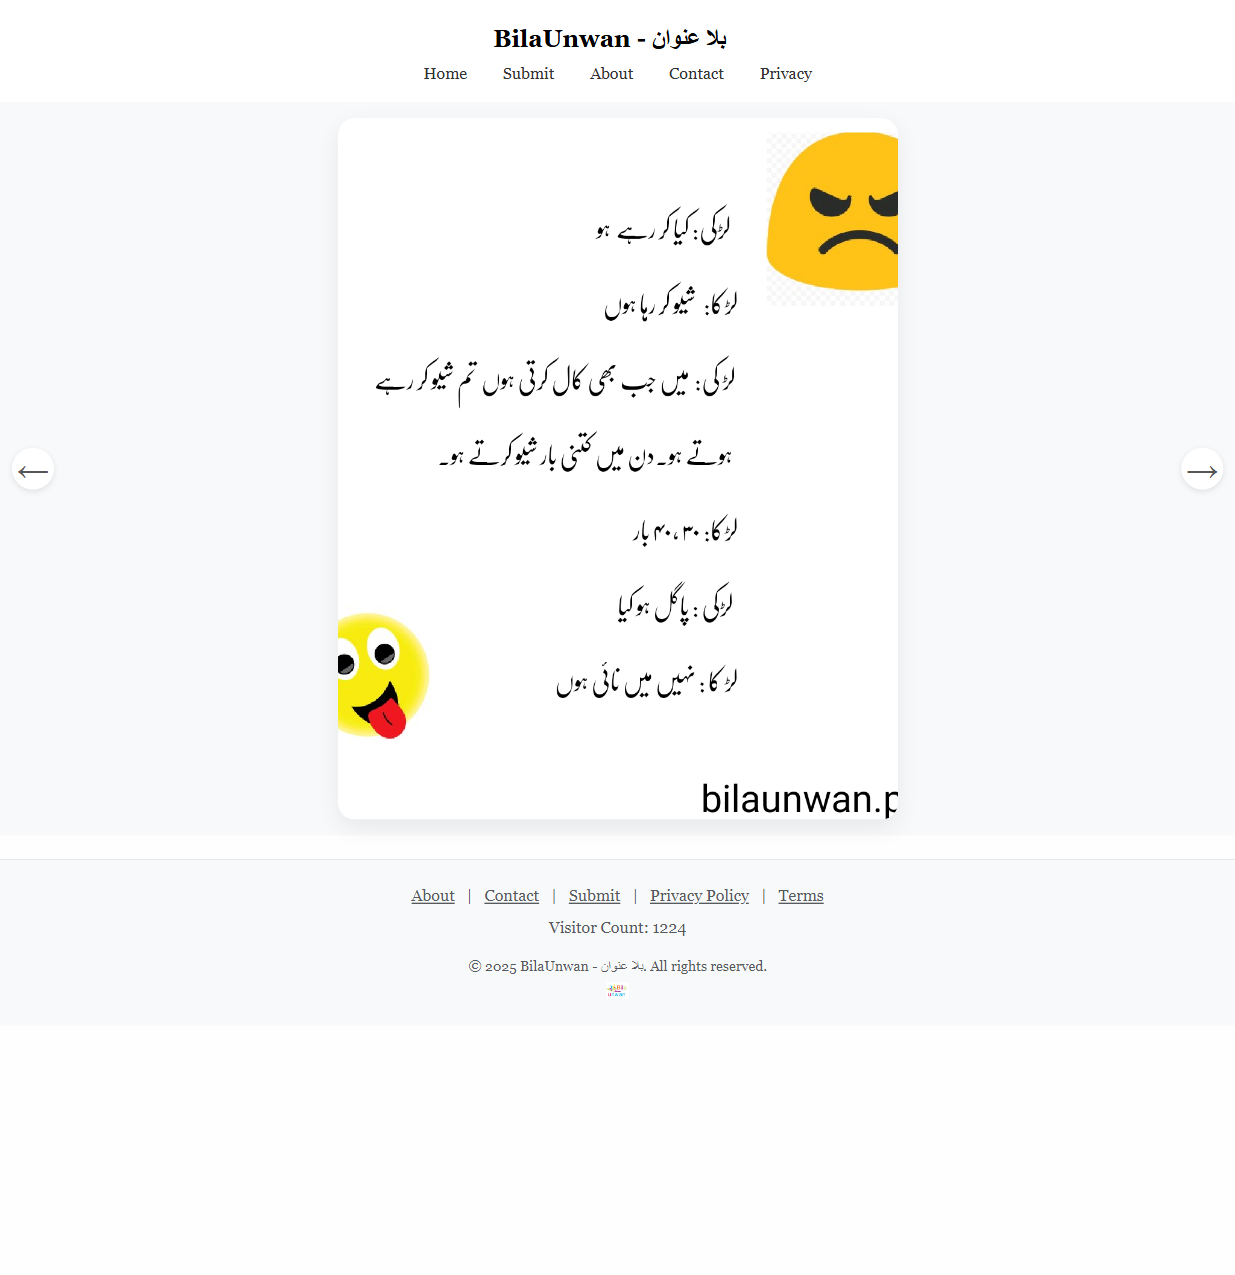 BilaUnwan - بلا عنوان
Home Submit About Contact Privacy
لڑکی: کیا کر رہے ہو
لڑکا: شیو کر رہا ہوں
لڑکی: میں جب بھی کال کرتی ہوں تم شیو کر رہے
ہوتے ہو۔ دن میں کتنی بار شیو کرتے ہو۔
لڑکا: ۳۰، ۴۰ بار
لڑکی : پاگل ہو کیا
لڑکا : نہیں میں نائی ہوں
bilaunwan.p
←
→
About | Contact | Submit | Privacy Policy | Terms
Visitor Count: 1224
© 2025 BilaUnwan - بلا عنوان. All rights reserved.